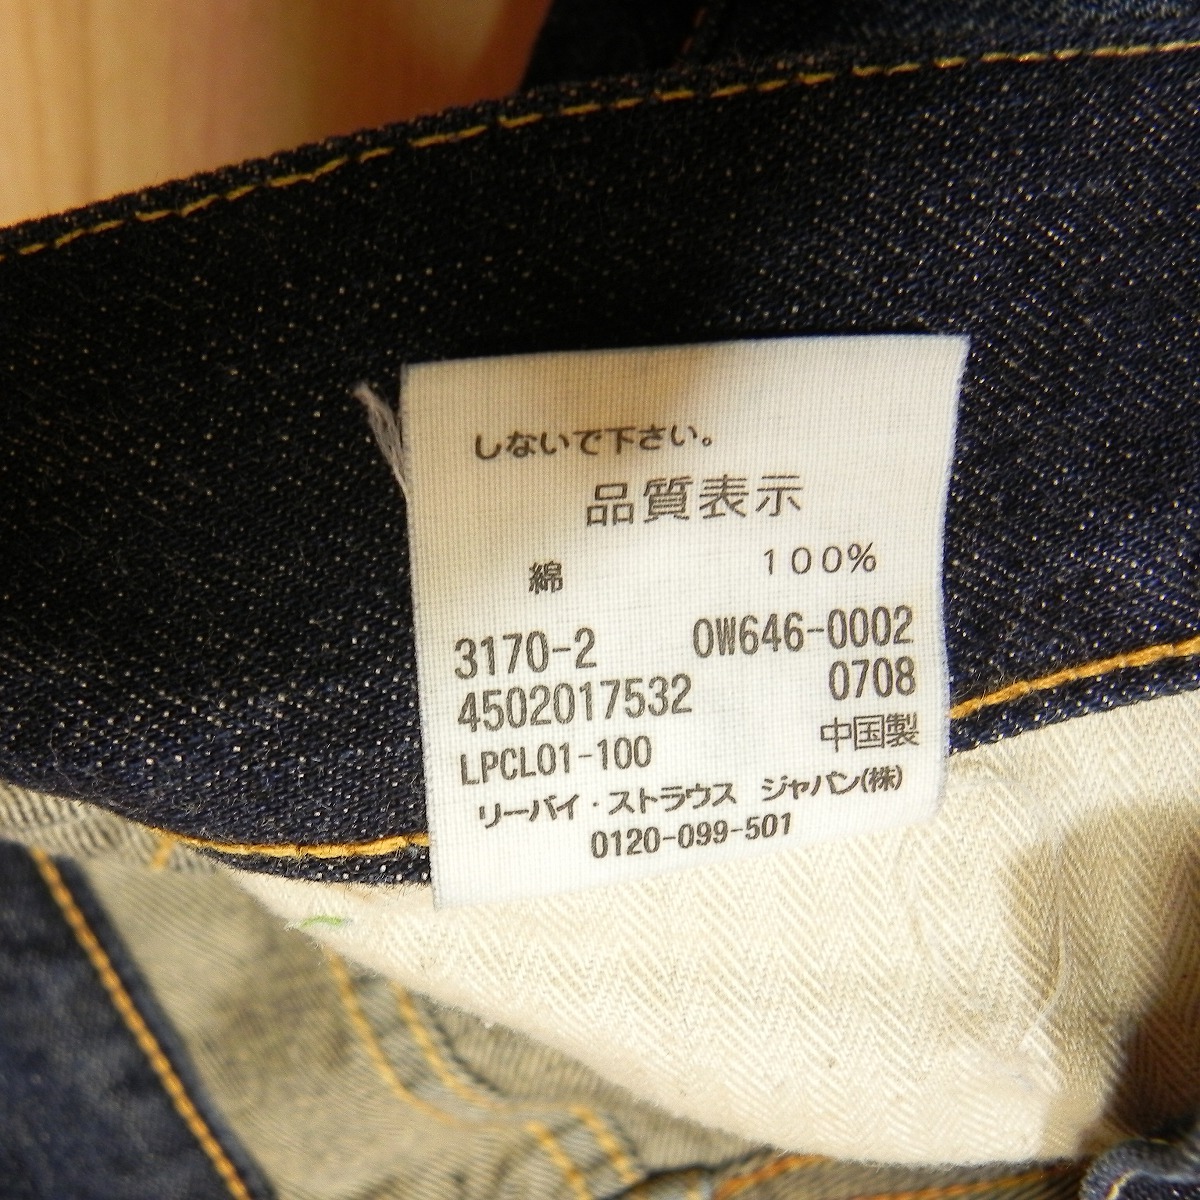 しないで下さい。
品質表示
綿 100%
3170-2 0W646-0002
4502017532 0708
LPCL01-100 中国製
リーバイ・ストラウス ジャパン(株)
0120-099-501